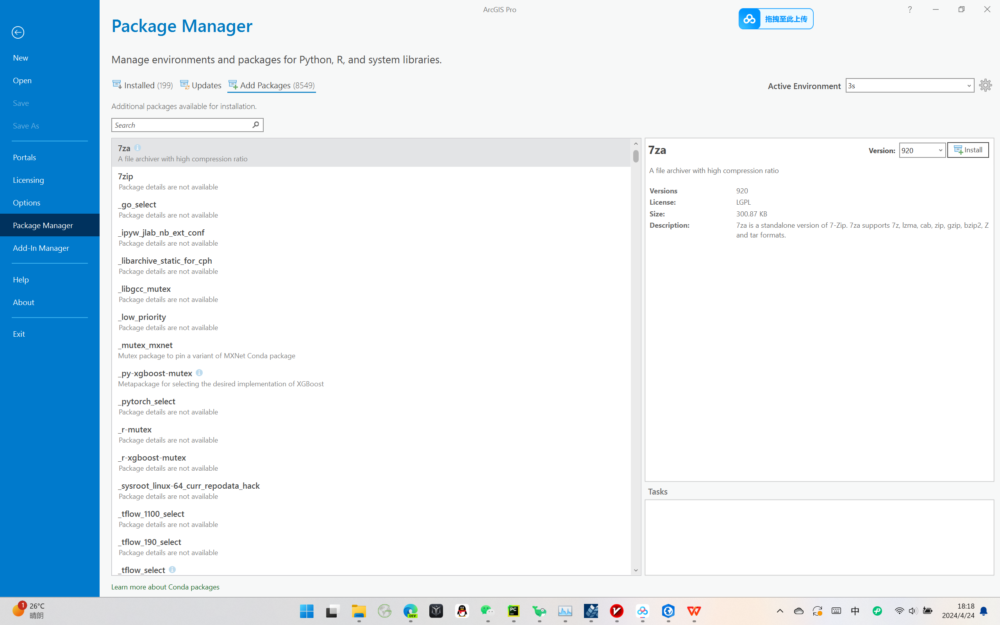 ArcGIS Pro
拖拽至此上传
?
New
Open
Save
Save As
Portals
Licensing
Options
Package Manager
Add-In Manager
Help
About
Exit
Package Manager
Manage environments and packages for Python, R, and system libraries.
Installed (199)
Updates
Add Packages (8549)
Active Environment
3s
Additional packages available for installation.
Search
7za
A file archiver with high compression ratio
7zip
Package details are not available
_go_select
Package details are not available
_ipyw_jlab_nb_ext_conf
Package details are not available
_libarchive_static_for_cph
Package details are not available
_libgcc_mutex
Package details are not available
_low_priority
Package details are not available
_mutex_mxnet
Mutex package to pin a variant of MXNet Conda package
_py-xgboost-mutex
Metapackage for selecting the desired implementation of XGBoost
_pytorch_select
Package details are not available
_r-mutex
Package details are not available
_r-xgboost-mutex
Package details are not available
_sysroot_linux-64_curr_repodata_hack
Package details are not available
_tflow_1100_select
Package details are not available
_tflow_190_select
Package details are not available
_tflow_select
Learn more about Conda packages
7za
Version:
920
Install
A file archiver with high compression ratio
Versions 920
License: LGPL
Size: 300.87 KB
Description: 7za is a standalone version of 7-Zip. 7za supports 7z, lzma, cab, zip, gzip, bzip2, Z
and tar formats.
Tasks
1
26°C
晴朗
DEV
PC
中
18:18
2024/4/24